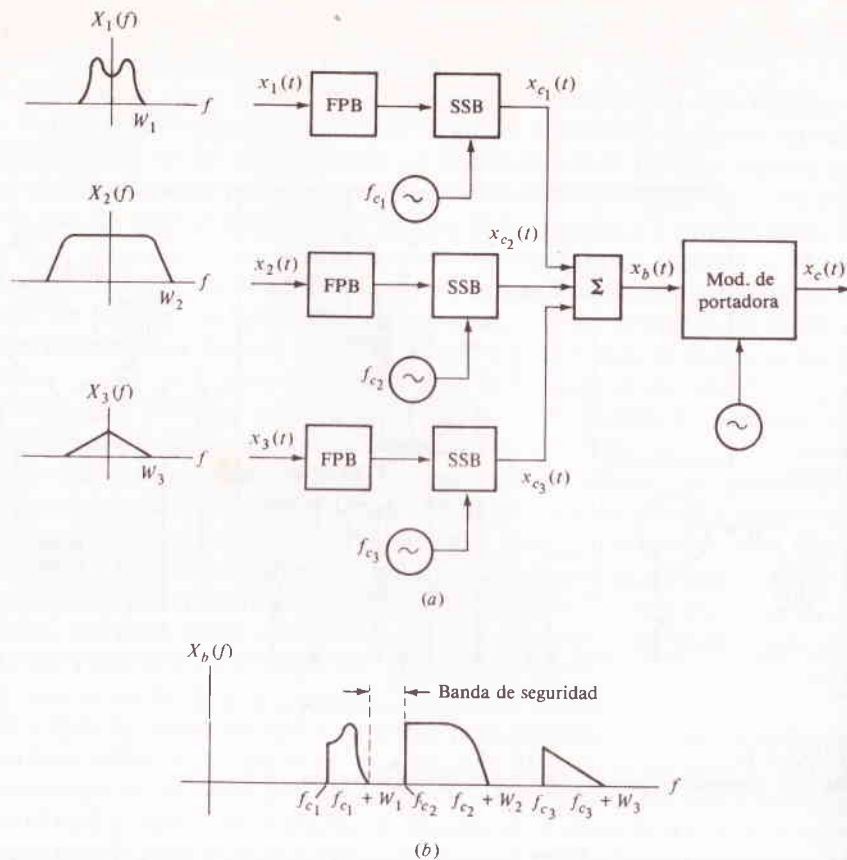 X₁(f)
W₁ f
x₁(t) FPB SSB x_c₁(t)
f_c₁
X₂(f)
W₂ f
x₂(t) FPB SSB x_c₂(t)
f_c₂
Σ x_b(t) Mod. de portadora x_c(t)
X₃(f)
W₃ f
x₃(t) FPB SSB x_c₃(t)
f_c₃
(a)
X_b(f)
Banda de seguridad
f_c₁ f_c₁ + W₁ f_c₂ f_c₂ + W₂ f_c₃ f_c₃ + W₃ f
(b)